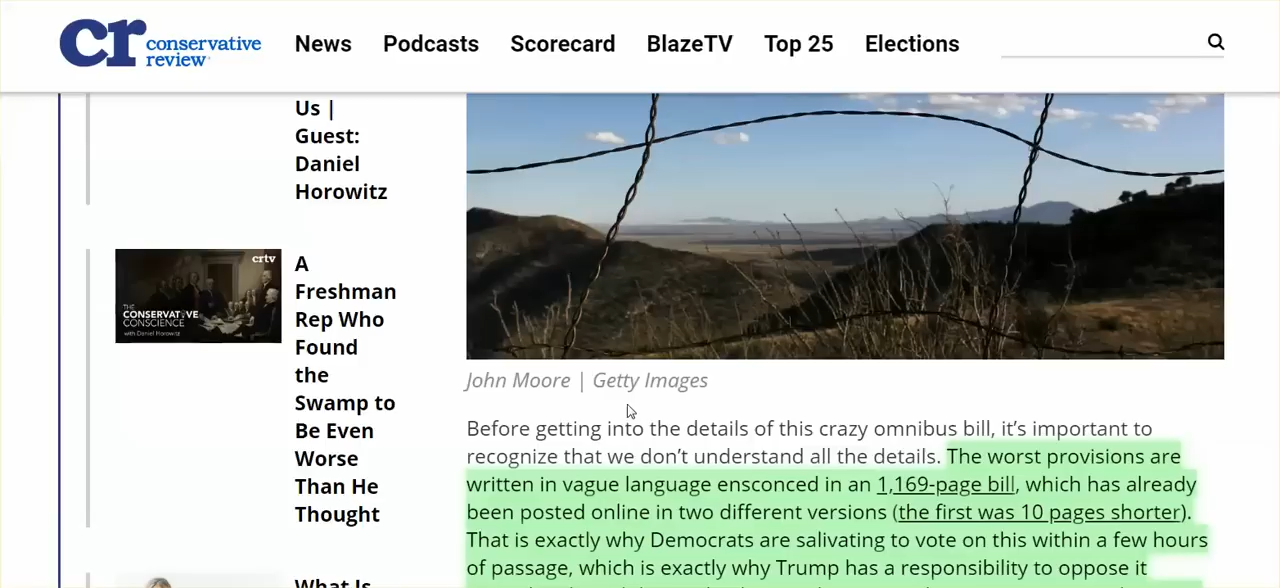 cr conservative review
News Podcasts Scorecard BlazeTV Top 25 Elections
Us |
Guest:
Daniel
Horowitz
crtv
THE
CONSERVATIVE
CONSCIENCE
with Daniel Horowitz
A
Freshman
Rep Who
Found
the
Swamp to
Be Even
Worse
Than He
Thought
What Is
John Moore | Getty Images
Before getting into the details of this crazy omnibus bill, it’s important to
recognize that we don’t understand all the details. The worst provisions are
written in vague language ensconced in an 1,169-page bill, which has already
been posted online in two different versions (the first was 10 pages shorter).
That is exactly why Democrats are salivating to vote on this within a few hours
of passage, which is exactly why Trump has a responsibility to oppose it